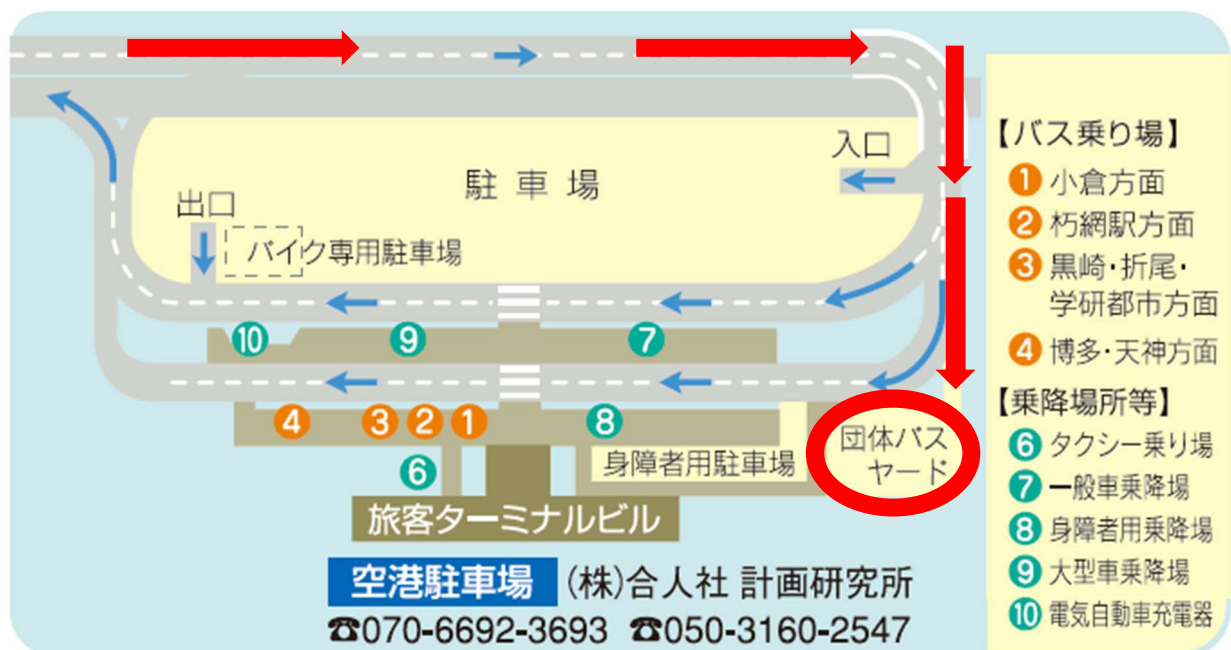 入口
駐車場
出口
バイク専用駐車場
10
9
7
4
3
2
1
8
6
身障者用駐車場
団体バス
ヤード
旅客ターミナルビル
空港駐車場 (株)合人社 計画研究所
☎070-6692-3693 ☎050-3160-2547
【バス乗り場】
1 小倉方面
2 朽網駅方面
3 黒崎・折尾・
学研都市方面
4 博多・天神方面
【乗降場所等】
6 タクシー乗り場
7 一般車乗降場
8 身障者用乗降場
9 大型車乗降場
10 電気自動車充電器